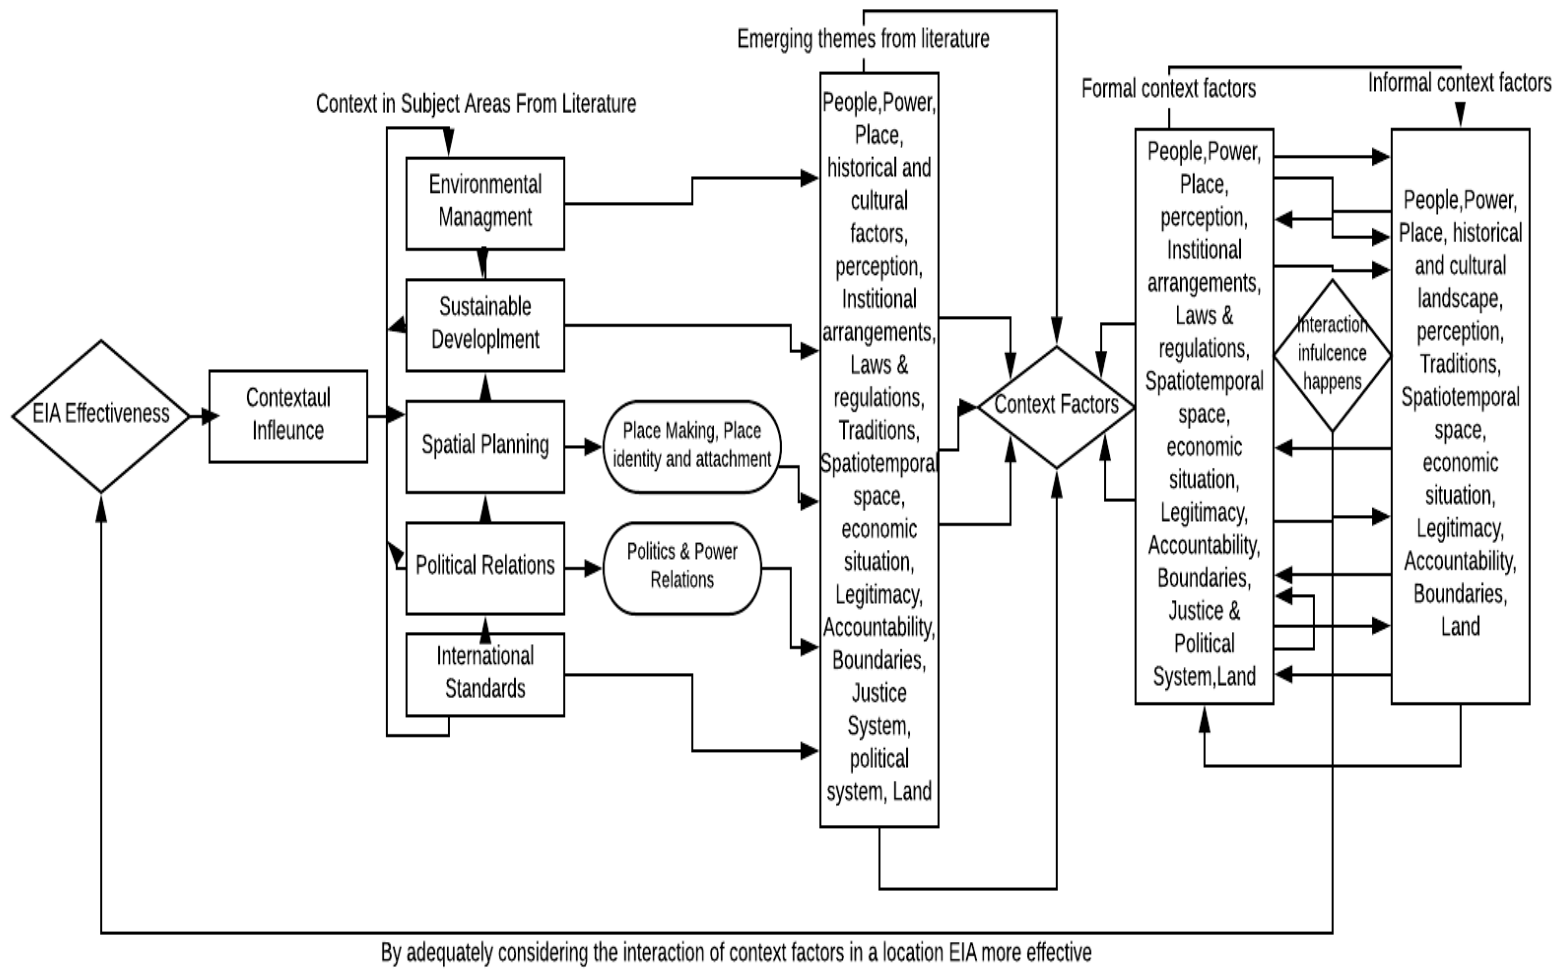 Emerging themes from literature
Context in Subject Areas From Literature
Formal context factors
Informal context factors
EIA Effectiveness
Contextaul
Infleunce
Environmental
Managment
Sustainable
Developlment
Spatial Planning
Political Relations
International
Standards
Place Making, Place
identity and attachment
Politics & Power
Relations
People,Power,
Place,
historical and
cultural
factors,
perception,
Institional
arrangements,
Laws &
regulations,
Traditions,
Spatiotemporal
space,
economic
situation,
Legitimacy,
Accountability,
Boundaries,
Justice
System,
political
system, Land
Context Factors
People,Power,
Place,
perception,
Institional
arrangements,
Laws &
regulations,
Spatiotemporal
space,
economic
situation,
Legitimacy,
Accountability,
Boundaries,
Justice &
Political
System,Land
Interaction
infulcence
happens
People,Power,
Place, historical
and cultural
landscape,
perception,
Traditions,
Spatiotemporal
space,
economic
situation,
Legitimacy,
Accountability,
Boundaries,
Land
By adequately considering the interaction of context factors in a location EIA more effective